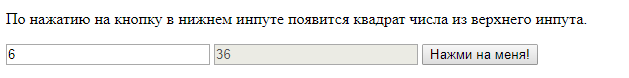 По нажатию на кнопку в нижнем инпуте появится квадрат числа из верхнего инпута.
6 36 Нажми на меня!